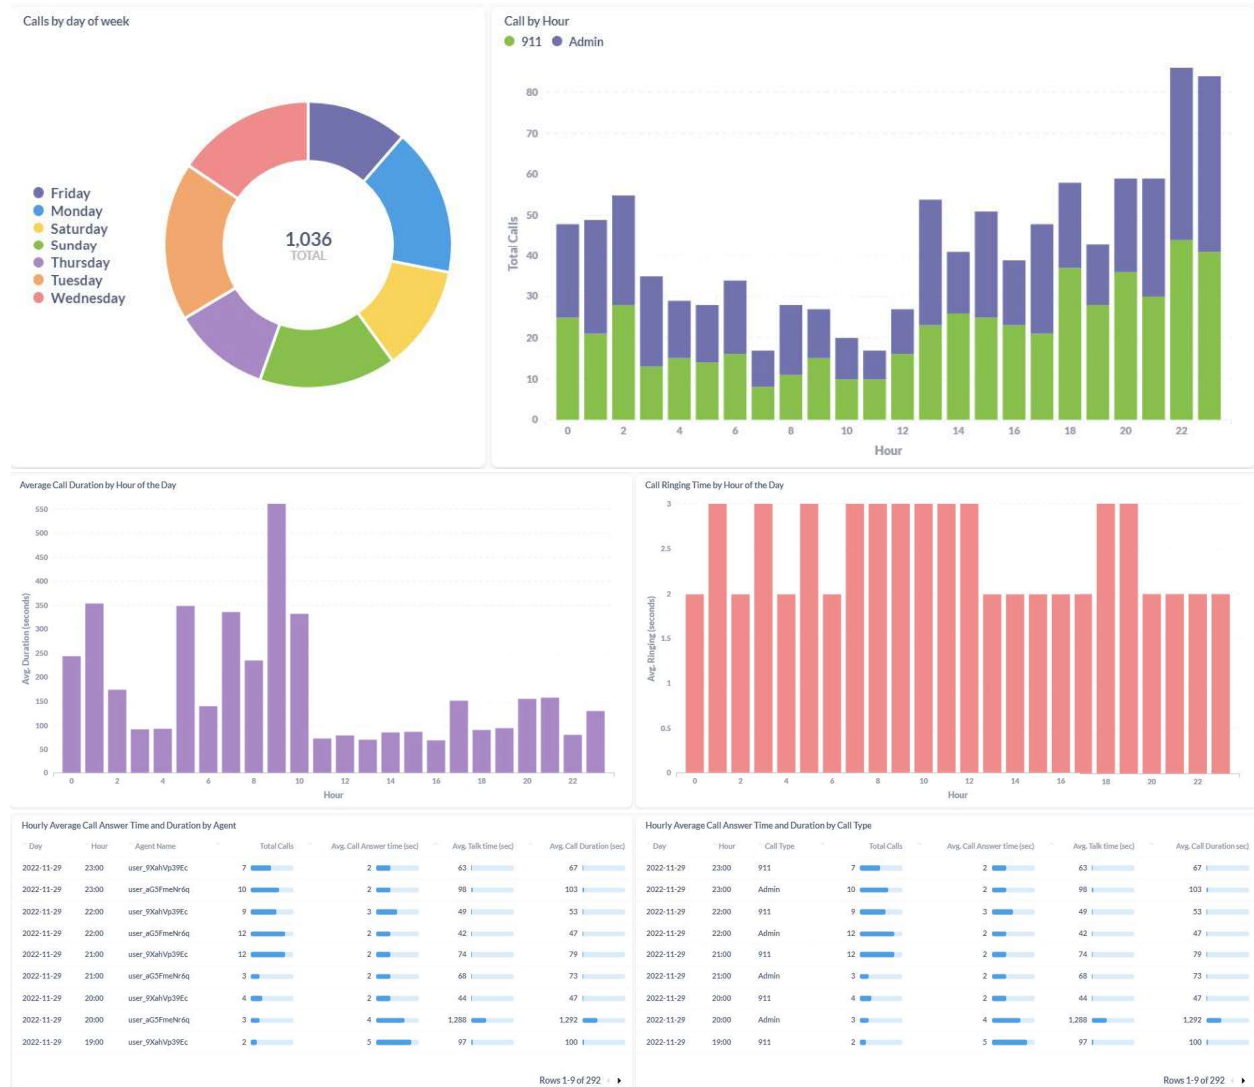 Calls by day of week
Friday
Monday
Saturday
Sunday
Thursday
Tuesday
Wednesday
1,036
TOTAL
Call by Hour
911 Admin
Total Calls
80
70
60
50
40
30
20
10
0
0 2 4 6 8 10 12 14 16 18 20 22
Hour
Average Call Duration by Hour of the Day
Avg. Duration (seconds)
550
500
450
400
350
300
250
200
150
100
50
0
0 2 4 6 8 10 12 14 16 18 20 22
Hour
Call Ringing Time by Hour of the Day
Avg. Ringing (seconds)
3
2.5
2
1.5
1
0.5
0
0 2 4 6 8 10 12 14 16 18 20 22
Hour
Hourly Average Call Answer Time and Duration by Agent
Day Hour Agent Name Total Calls Avg. Call Answer time (sec) Avg. Talk time (sec) Avg. Call Duration (sec)
2022-11-29 23:00 user_9XahVp39Ec 7 2 63 67
2022-11-29 23:00 user_aG5FmeNr6q 10 2 98 103
2022-11-29 22:00 user_9XahVp39Ec 9 3 49 53
2022-11-29 22:00 user_aG5FmeNr6q 12 2 42 47
2022-11-29 21:00 user_9XahVp39Ec 12 2 74 79
2022-11-29 21:00 user_aG5FmeNr6q 3 2 68 73
2022-11-29 20:00 user_9XahVp39Ec 4 2 44 47
2022-11-29 20:00 user_aG5FmeNr6q 3 4 1,288 1,292
2022-11-29 19:00 user_9XahVp39Ec 2 5 97 100
Rows 1-9 of 292
Hourly Average Call Answer Time and Duration by Call Type
Day Hour Call Type Total Calls Avg. Call Answer time (sec) Avg. Talk time (sec) Avg. Call Duration sec)
2022-11-29 23:00 911 7 2 63 67
2022-11-29 23:00 Admin 10 2 98 103
2022-11-29 22:00 911 9 3 49 53
2022-11-29 22:00 Admin 12 2 42 47
2022-11-29 21:00 911 12 2 74 79
2022-11-29 21:00 Admin 3 2 68 73
2022-11-29 20:00 911 4 2 44 47
2022-11-29 20:00 Admin 3 4 1,288 1,292
2022-11-29 19:00 911 2 5 97 100
Rows 1-9 of 292